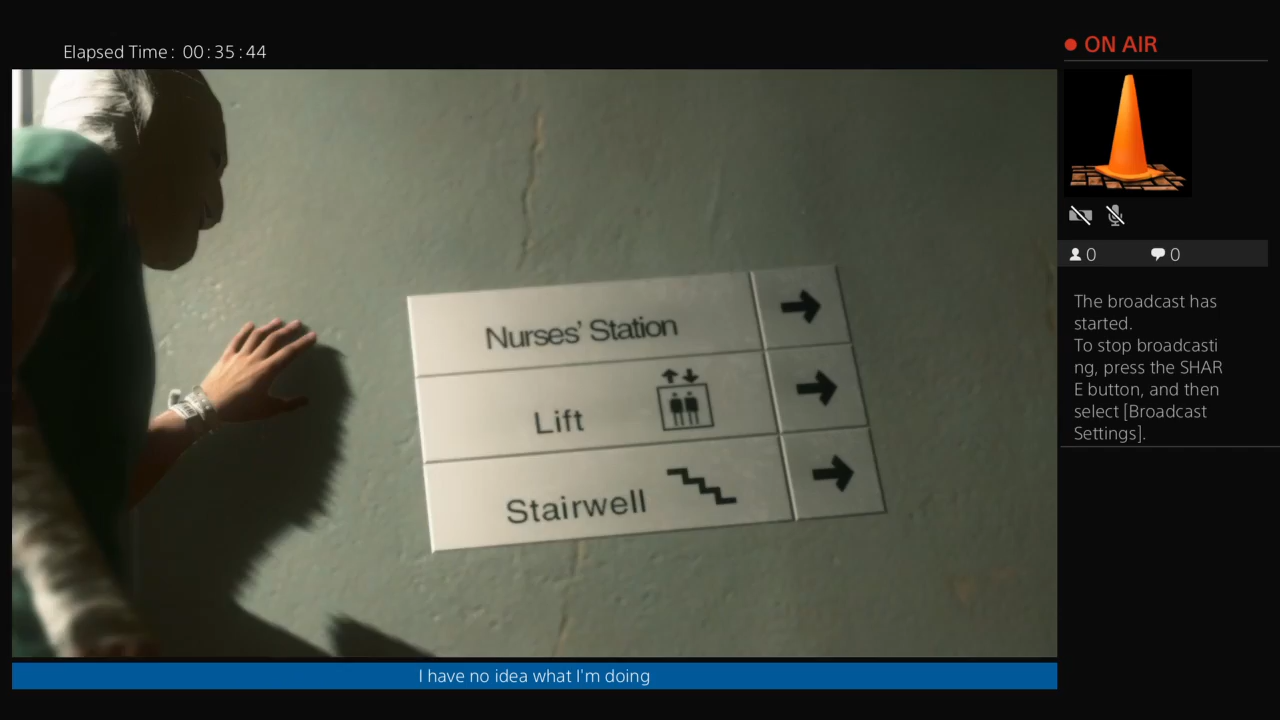 Elapsed Time: 00:35:44
ON AIR
Nurses' Station
Lift
Stairwell
0 0
The broadcast has
started.
To stop broadcasti
ng, press the SHAR
E button, and then
select [Broadcast
Settings].
I have no idea what I'm doing